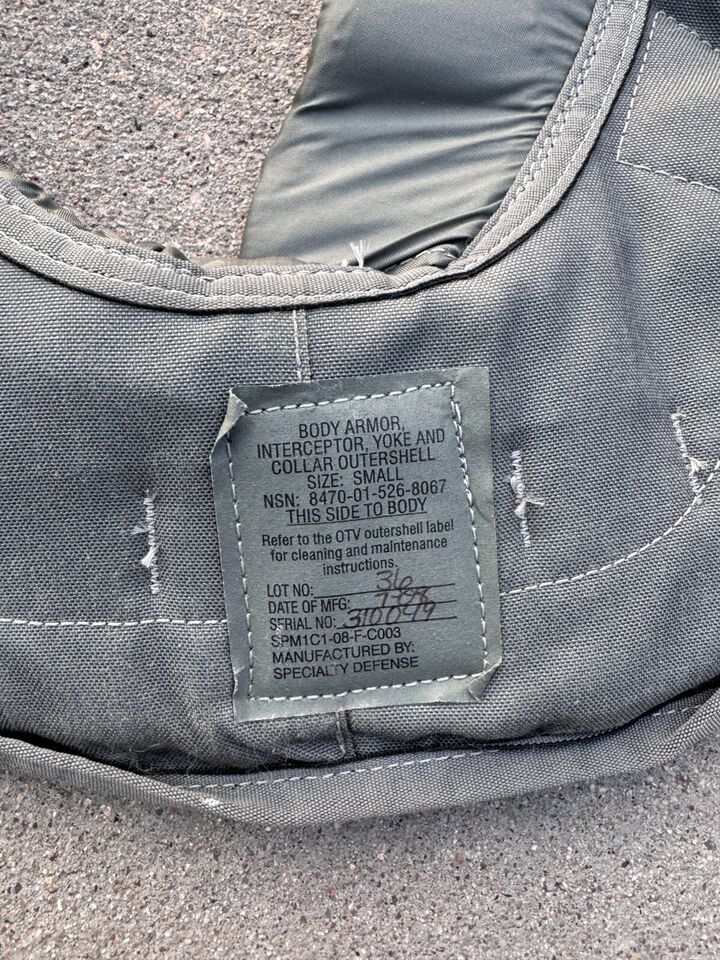 BODY ARMOR,
INTERCEPTOR, YOKE AND
COLLAR OUTERSHELL
SIZE: SMALL
NSN: 8470-01-526-8067
THIS SIDE TO BODY
Refer to the OTV outershell label
for cleaning and maintenance
instructions.
LOT NO: 36
DATE OF MFG:
SERIAL NO:
SPM1C1-08-F-C003
MANUFACTURED BY:
SPECIALTY DEFENSE